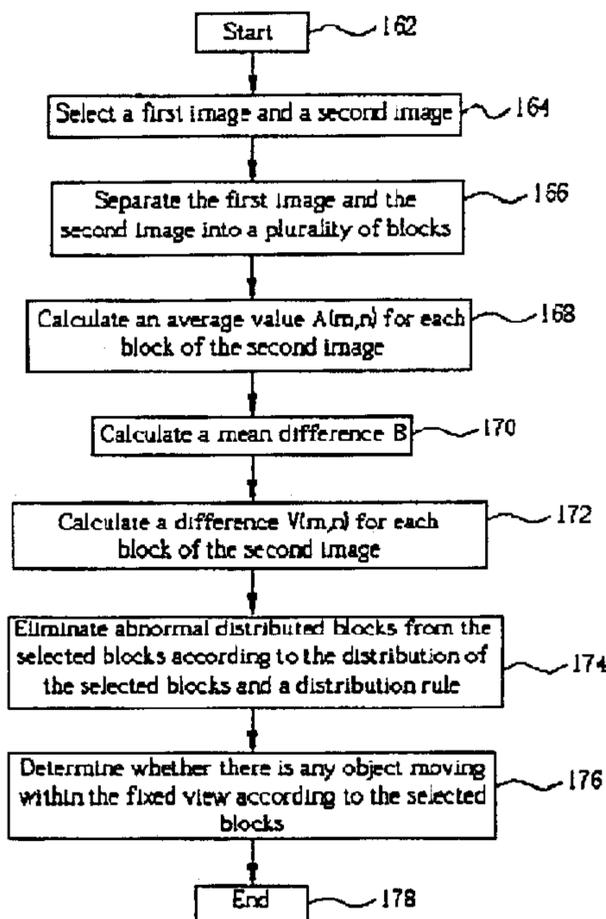 Start
162
Select a first image and a second image
164
Separate the first image and the
second image into a plurality of blocks
166
Calculate an average value A(m,n) for each
block of the second image
168
Calculate a mean difference B
170
Calculate a difference V(m,n) for each
block of the second image
172
Eliminate abnormal distributed blocks from the
selected blocks according to the distribution of
the selected blocks and a distribution rule
174
Determine whether there is any object moving
within the fixed view according to the selected
blocks
176
End
178